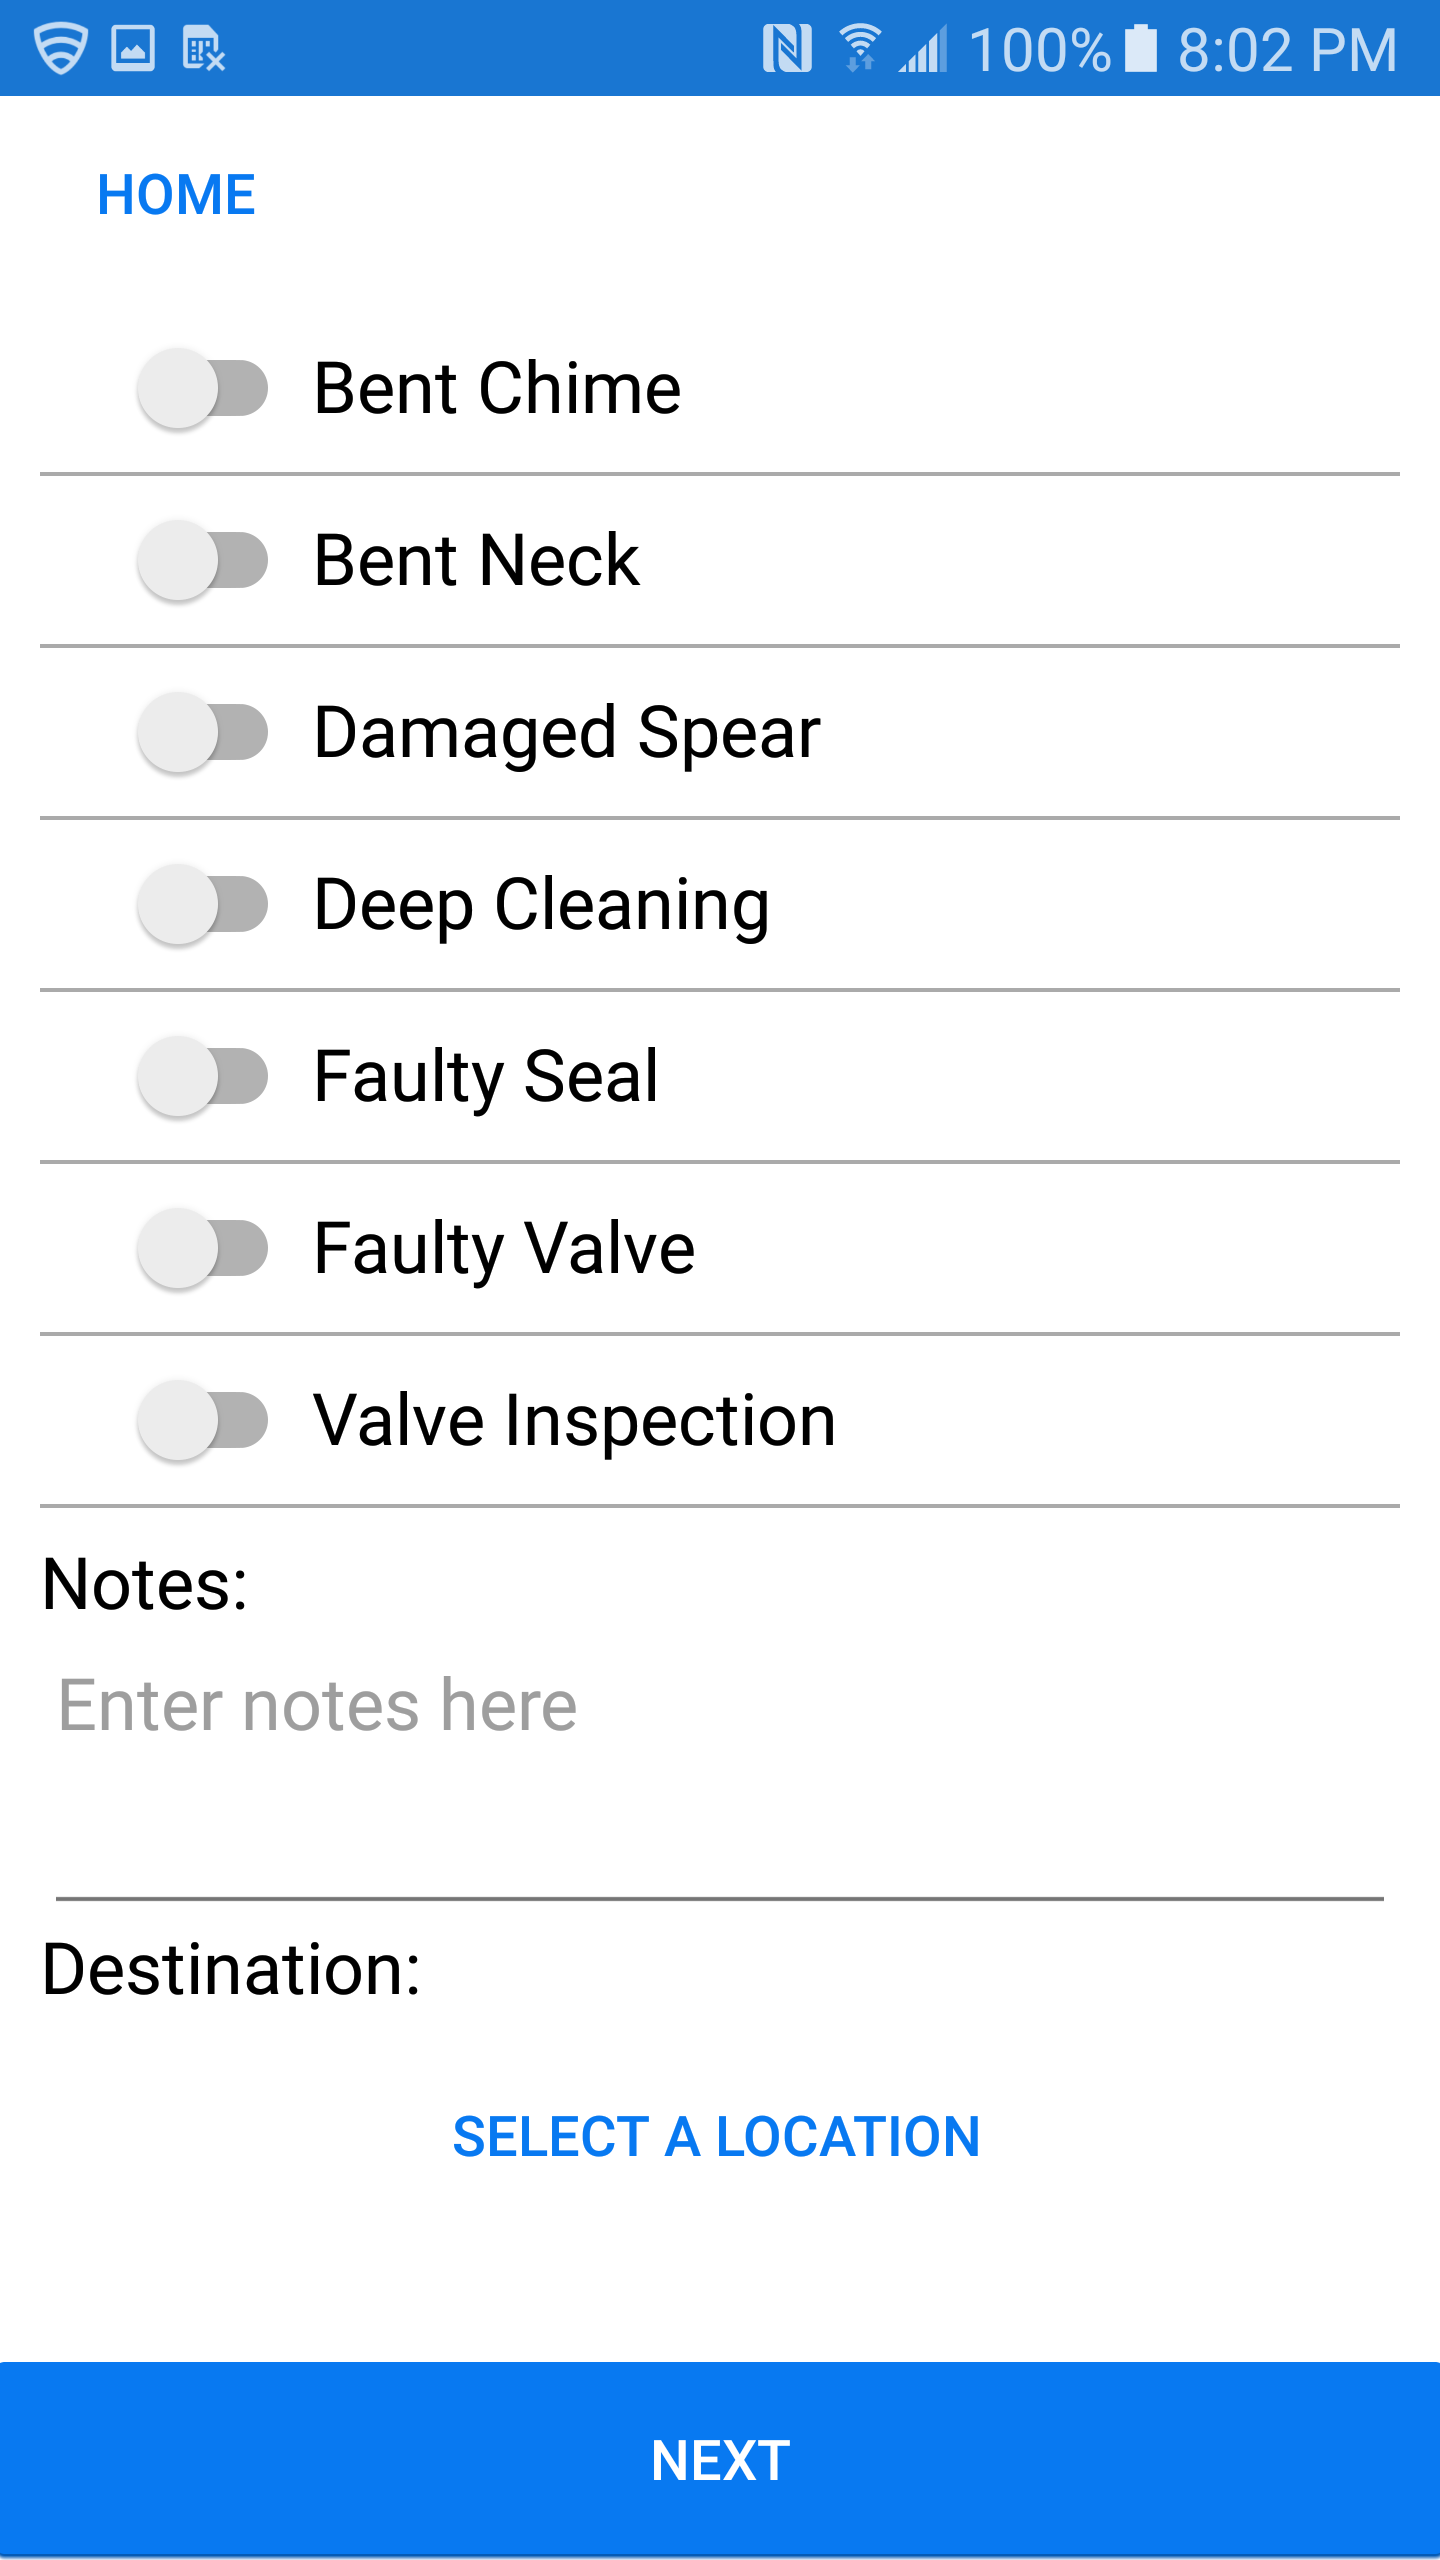 100% 8:02 PM
HOME
Bent Chime
Bent Neck
Damaged Spear
Deep Cleaning
Faulty Seal
Faulty Valve
Valve Inspection
Notes:
Enter notes here
Destination:
SELECT A LOCATION
NEXT